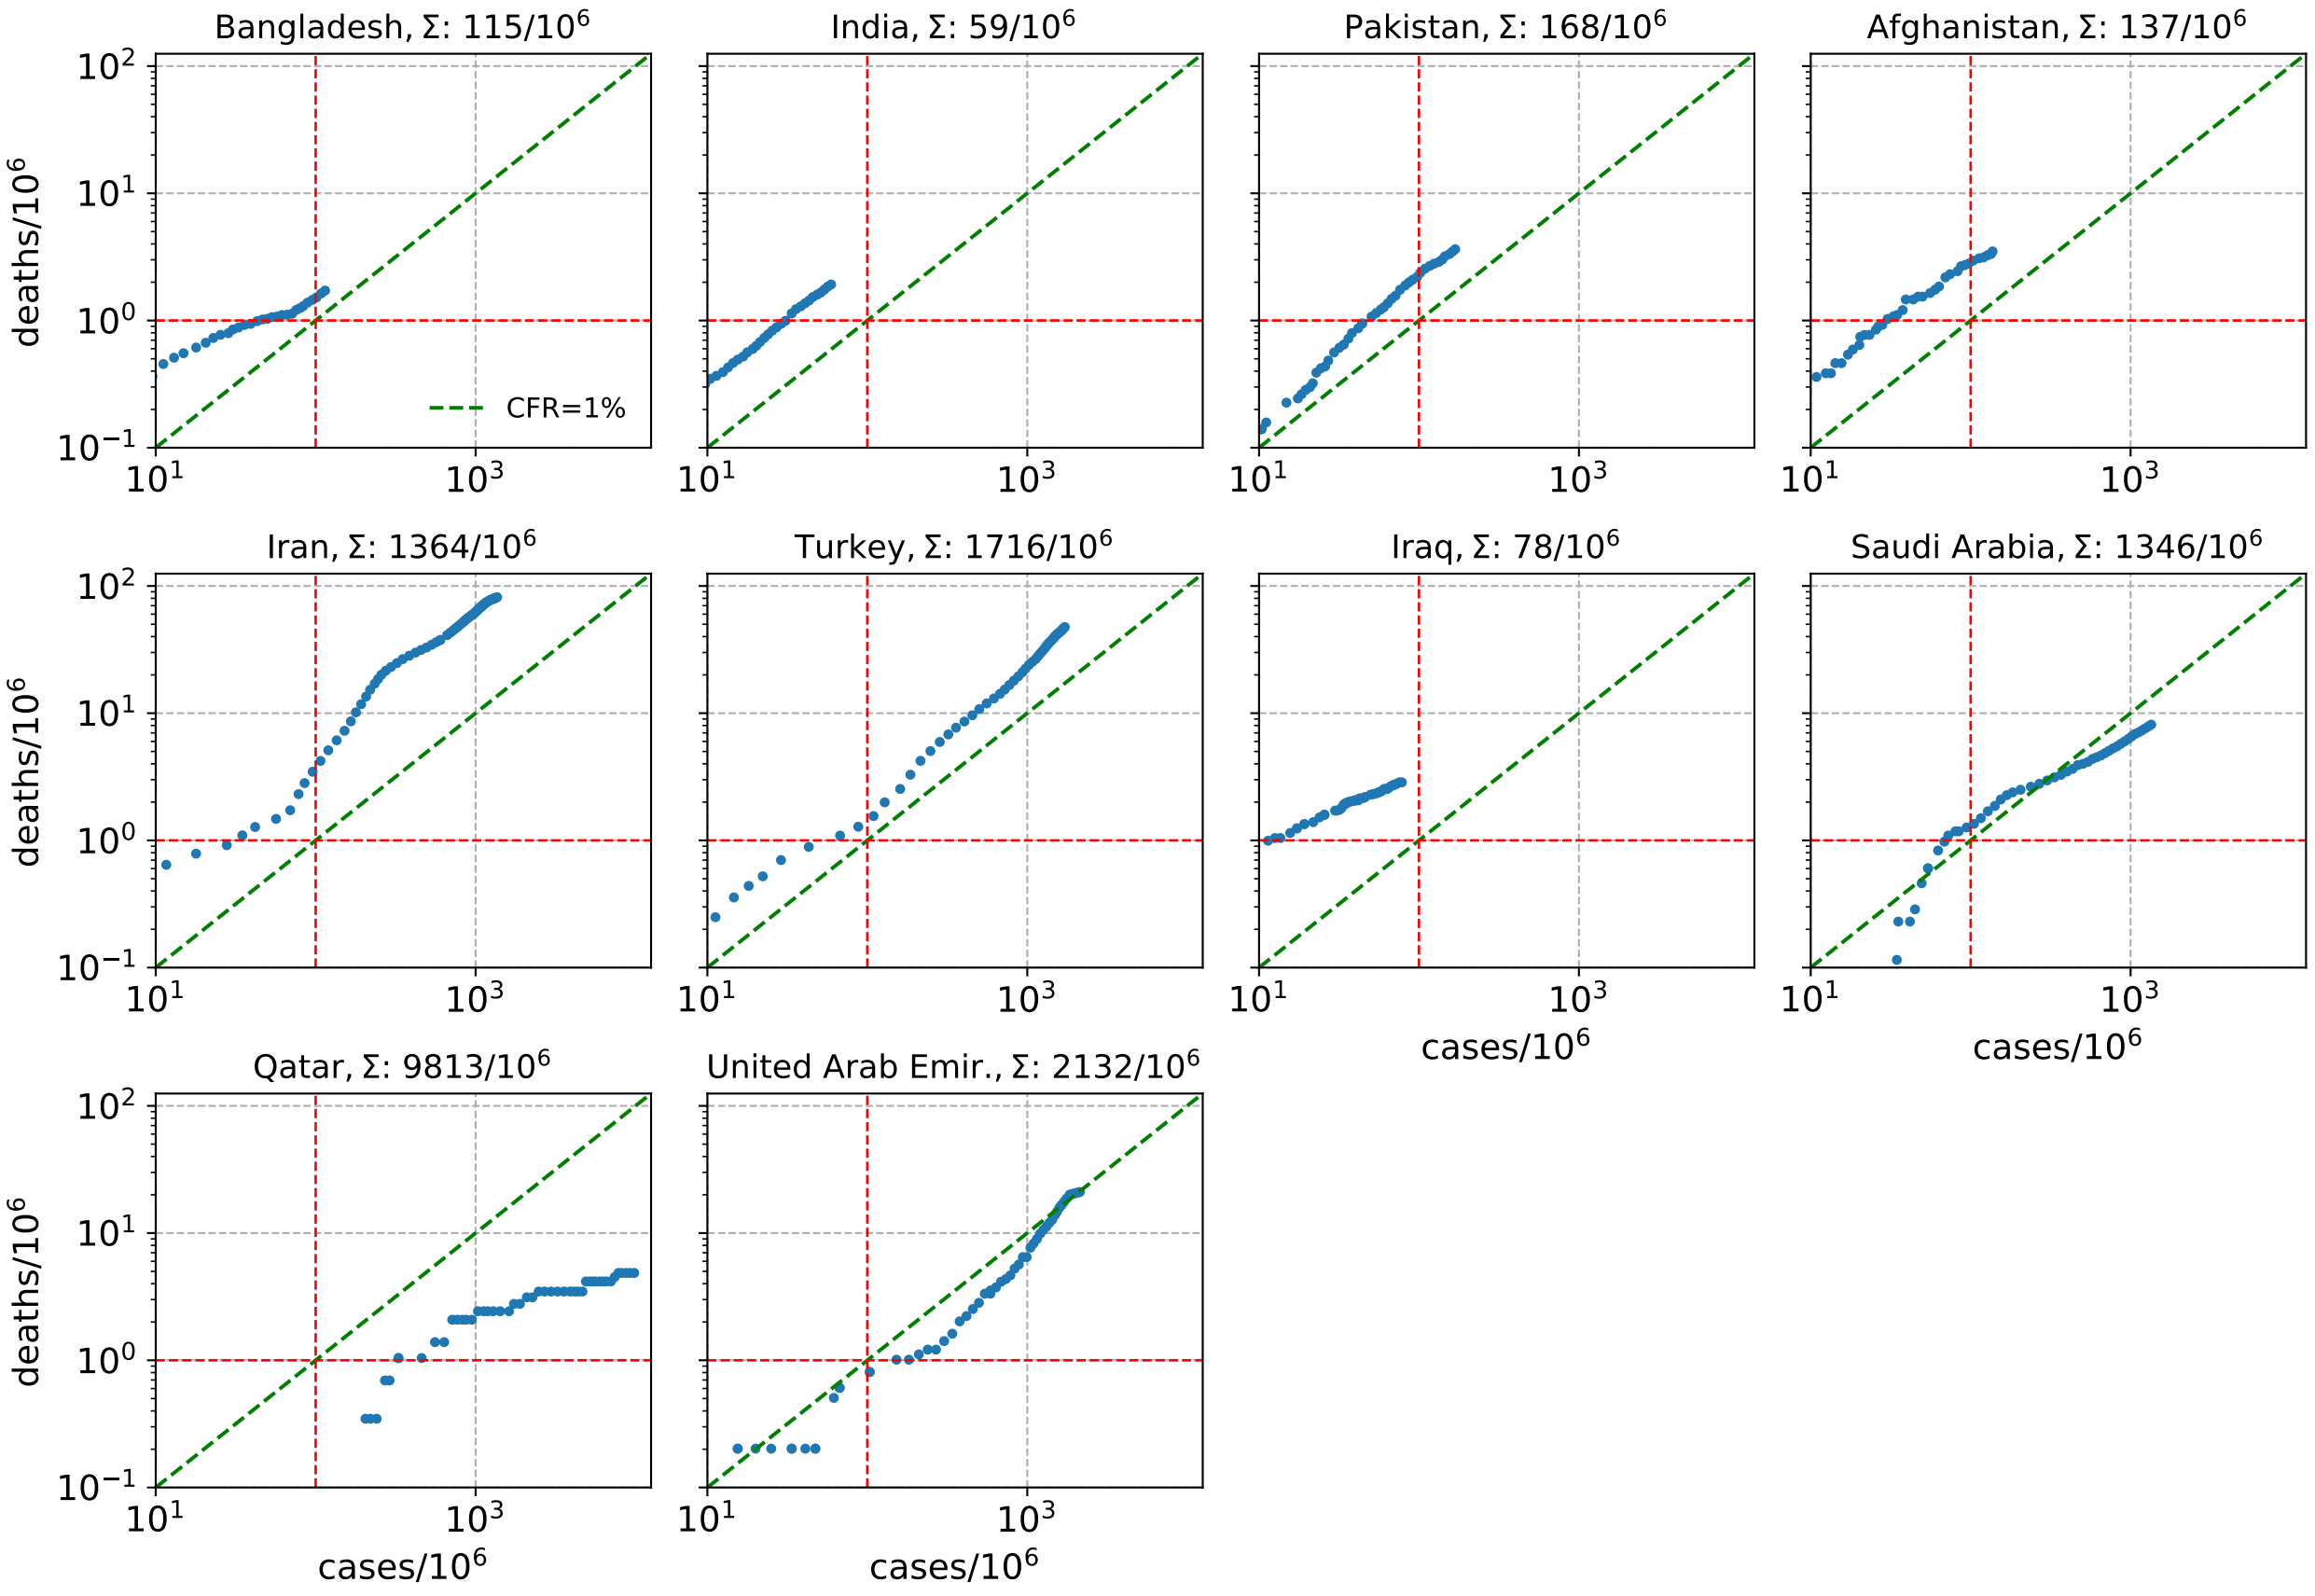 Bangladesh, Σ: 115/10⁶
India, Σ: 59/10⁶
Pakistan, Σ: 168/10⁶
Afghanistan, Σ: 137/10⁶
deaths/10⁶
10²
10¹
10⁰
10⁻¹
CFR=1%
10¹ 10³
10¹ 10³
10¹ 10³
10¹ 10³
Iran, Σ: 1364/10⁶
Turkey, Σ: 1716/10⁶
Iraq, Σ: 78/10⁶
Saudi Arabia, Σ: 1346/10⁶
deaths/10⁶
10²
10¹
10⁰
10⁻¹
10¹ 10³
10¹ 10³
10¹ 10³
10¹ 10³
cases/10⁶
cases/10⁶
Qatar, Σ: 9813/10⁶
United Arab Emir., Σ: 2132/10⁶
deaths/10⁶
10²
10¹
10⁰
10⁻¹
10¹ 10³
10¹ 10³
cases/10⁶
cases/10⁶